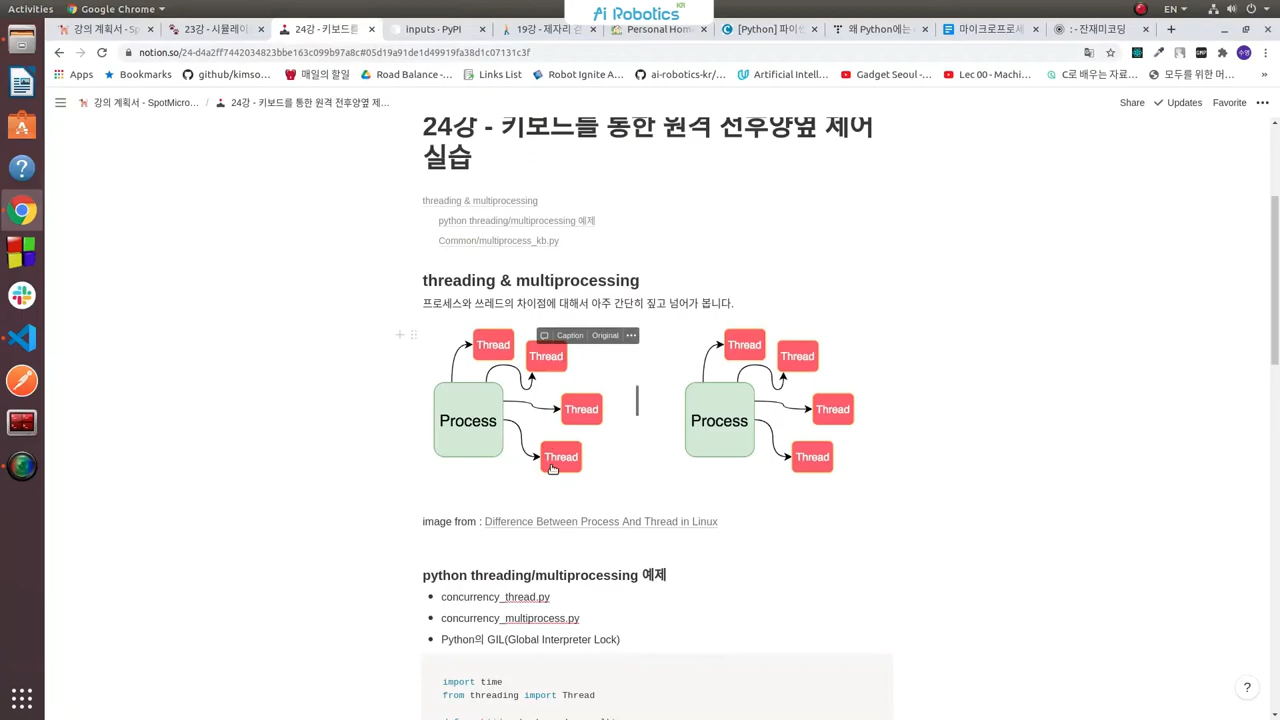 Activities
Google Chrome
Ai Robotics KR
EN
강의 계획서 - S
23강 - 시뮬레
24강 - 키보드를
Inputs - PyPI
19강 - 제자리 걷
Personal Home
[Python] 파이썬
왜 Python에는
마이크로프로세
: - 잔재미코딩
notion.so/24-d4a2ff7442034823bbe163c099b97a8c#05d19a91de1d49919fa38d1c07131c3f
수영
Apps
Bookmarks
github/kimso...
매일의 할일
Road Balance -...
Links List
Robot Ignite A...
ai-robotics-kr/...
Artificial Intell...
Gadget Seoul -...
Lec 00 - Machi...
C로 배우는 자료...
모두를 위한 머...
»
강의 계획서 - SpotMicro...
/
24강 - 키보드를 통한 원격 전후양옆 제...
Share
Updates
Favorite
•••
24강 - 키보드를 통한 원격 전후양옆 제어
실습
threading & multiprocessing
python threading/multiprocessing 예제
Common/multiprocess_kb.py
threading & multiprocessing
프로세스와 쓰레드의 차이점에 대해서 아주 간단히 짚고 넘어가 봅니다.
Caption
Original
•••
Thread
Thread
Thread
Thread
Process
Thread
Thread
Thread
Thread
Process
image from : Difference Between Process And Thread in Linux
python threading/multiprocessing 예제
• concurrency_thread.py
• concurrency_multiprocess.py
• Python의 GIL(Global Interpreter Lock)
import time
from threading import Thread
?